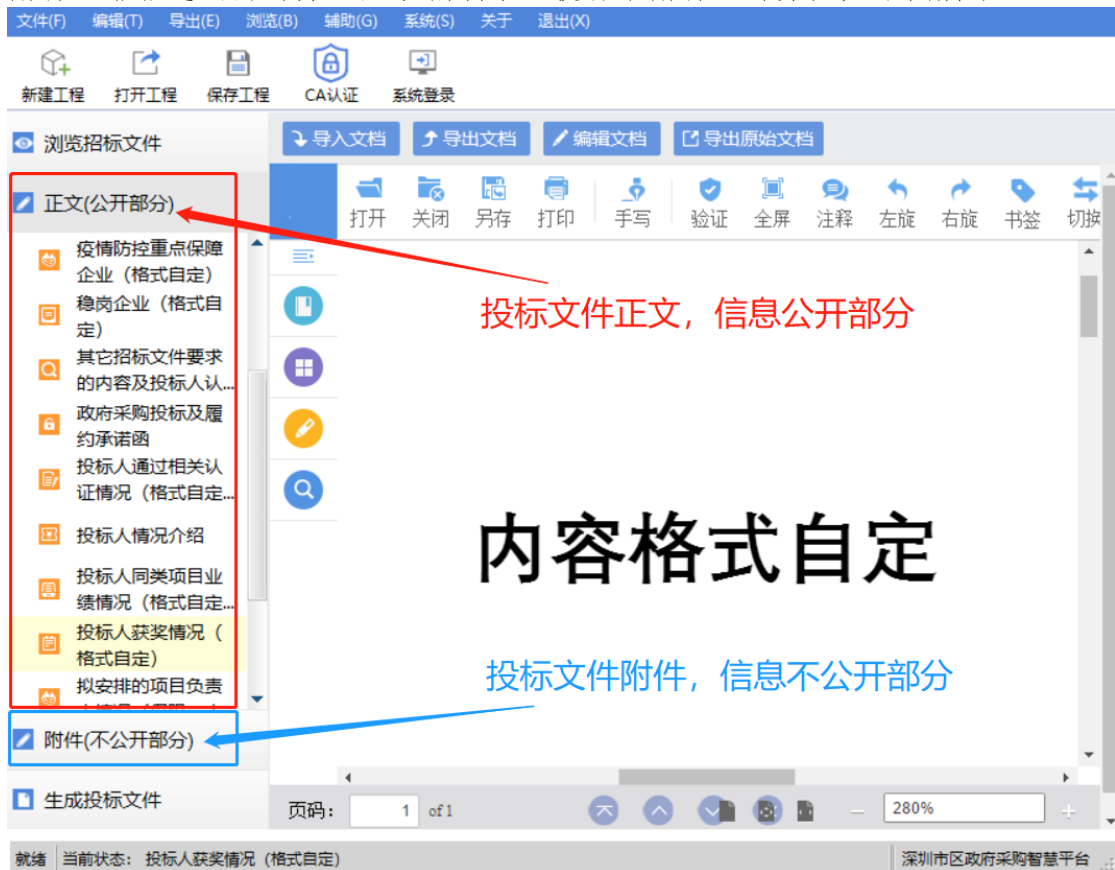 文件(F) 编辑(T) 导出(E) 浏览(B) 辅助(G) 系统(S) 关于 退出(X)
新建工程 打开工程 保存工程 CA认证 系统登录
浏览招标文件
导入文档 导出文档 编辑文档 导出原始文档
正文(公开部分)
打开 关闭 另存 打印 手写 验证 全屏 注释 左旋 右旋 书签 切换
疫情防控重点保障
企业（格式自定）
稳岗企业（格式自
定）
其它招标文件要求
的内容及投标人认...
政府采购投标及履
约承诺函
投标人通过相关认
证情况（格式自定...
投标人情况介绍
投标人同类项目业
绩情况（格式自定...
投标人获奖情况（
格式自定）
拟安排的项目负责
投标文件正文，信息公开部分
内容格式自定
投标文件附件，信息不公开部分
附件(不公开部分)
生成投标文件
页码： 1 of 1 280%
就绪 当前状态： 投标人获奖情况（格式自定） 深圳市区政府采购智慧平台